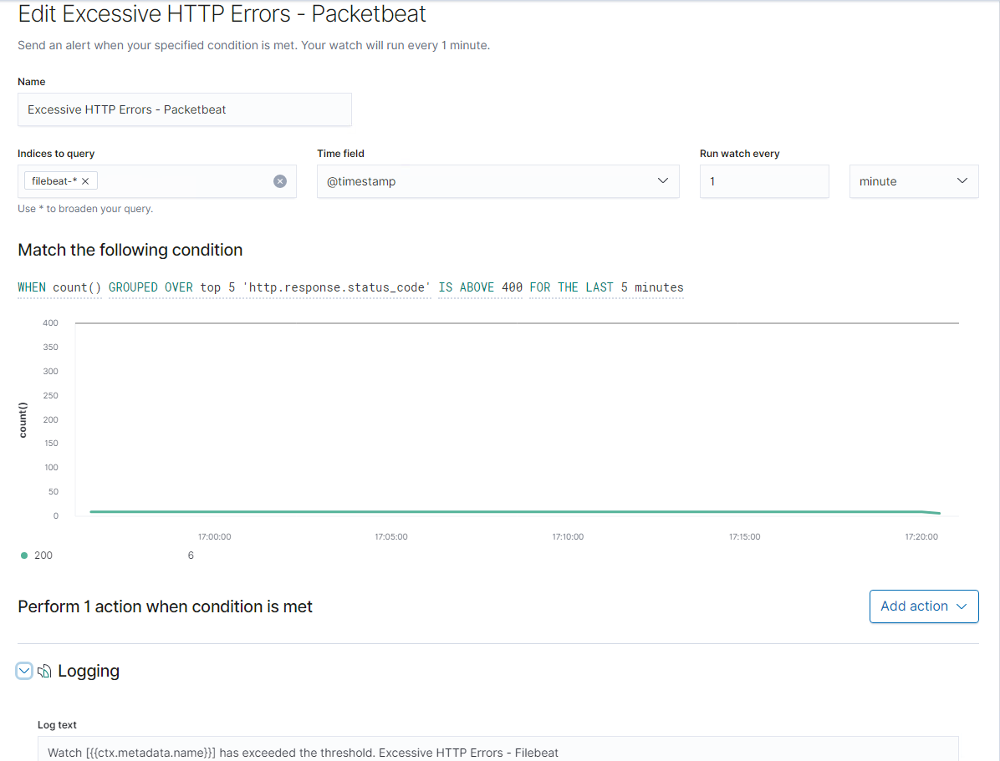 Edit Excessive HTTP Errors - Packetbeat
Send an alert when your specified condition is met. Your watch will run every 1 minute.
Name
Excessive HTTP Errors - Packetbeat
Indices to query
Time field
Run watch every
filebeat-*
@timestamp
1
minute
Use * to broaden your query.
Match the following condition
WHEN count() GROUPED OVER top 5 'http.response.status_code' IS ABOVE 400 FOR THE LAST 5 minutes
400
350
300
250
200
150
100
50
0
count()
17:00:00 17:05:00 17:10:00 17:15:00 17:20:00
200 6
Perform 1 action when condition is met
Add action
Logging
Log text
Watch [{{ctx.metadata.name}}] has exceeded the threshold. Excessive HTTP Errors - Filebeat